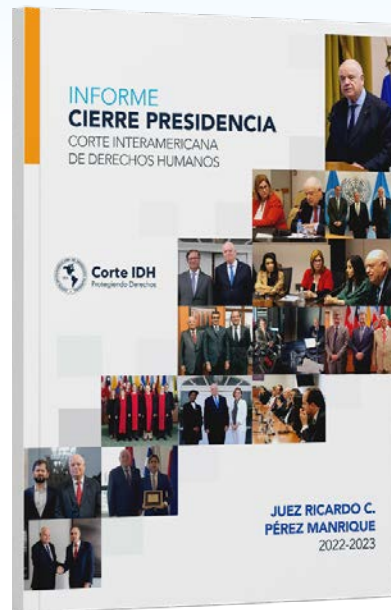 INFORME
CIERRE PRESIDENCIA
CORTE INTERAMERICANA
DE DERECHOS HUMANOS
Corte IDH
Protegiendo Derechos
JUEZ RICARDO C.
PÉREZ MANRIQUE
2022-2023